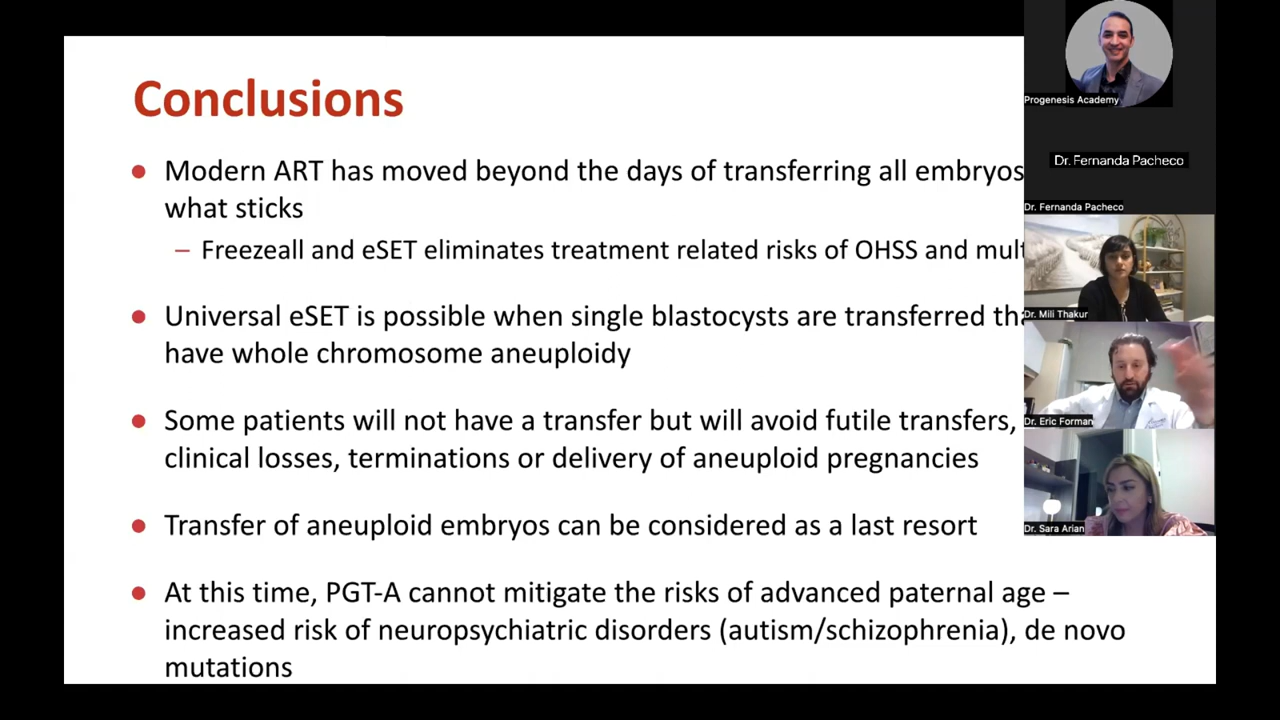 Conclusions
• Modern ART has moved beyond the days of transferring all embryos
what sticks
– Freezeall and eSET eliminates treatment related risks of OHSS and mult
• Universal eSET is possible when single blastocysts are transferred tha
have whole chromosome aneuploidy
• Some patients will not have a transfer but will avoid futile transfers,
clinical losses, terminations or delivery of aneuploid pregnancies
• Transfer of aneuploid embryos can be considered as a last resort
• At this time, PGT-A cannot mitigate the risks of advanced paternal age –
increased risk of neuropsychiatric disorders (autism/schizophrenia), de novo
mutations
Progenesis Academy
Dr. Fernanda Pacheco
Dr. Fernanda Pacheco
Dr. Mili Thakur
Dr. Eric Forman
Dr. Sara Arian